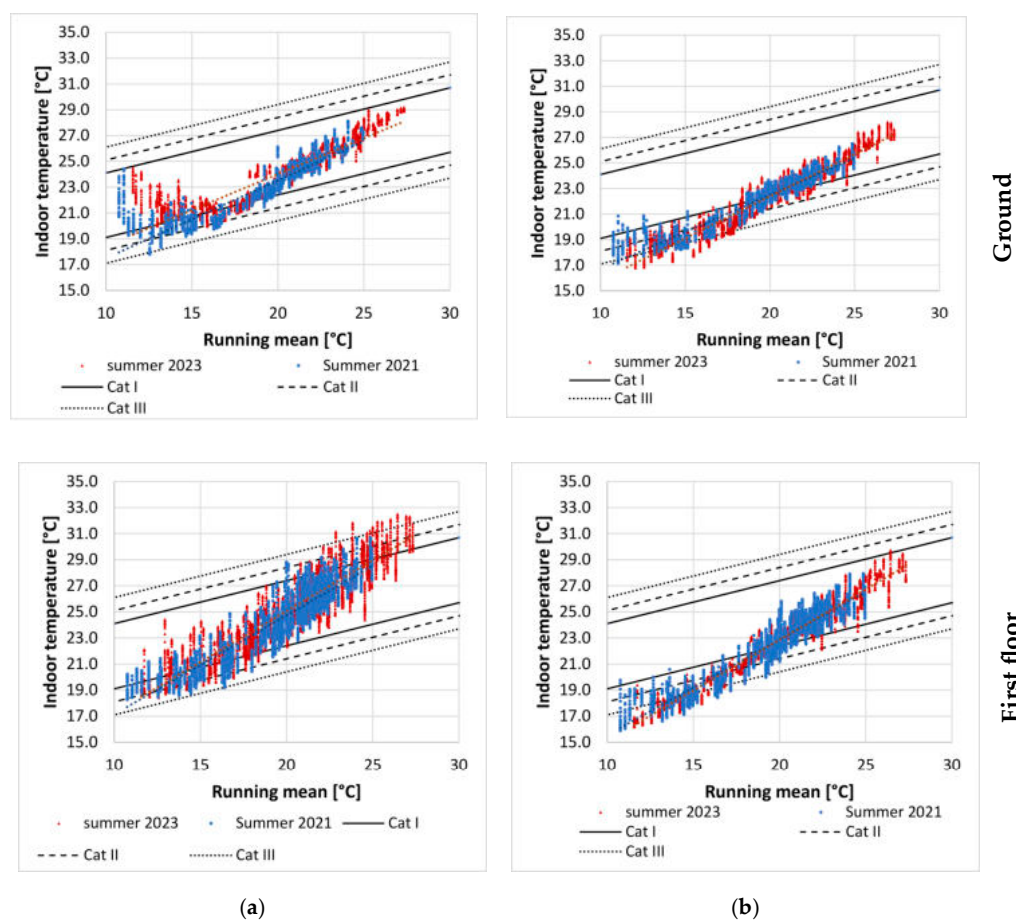 35.0
33.0
31.0
29.0
27.0
25.0
23.0
21.0
19.0
17.0
15.0
Indoor temperature [°C]
10 15 20 25 30
Running mean [°C]
summer 2023 Summer 2021
Cat I Cat II
Cat III
35.0
33.0
31.0
29.0
27.0
25.0
23.0
21.0
19.0
17.0
15.0
Indoor temperature [°C]
10 15 20 25 30
Running mean [°C]
summer 2023 Summer 2021
Cat I Cat II
Cat III
Ground
35.0
33.0
31.0
29.0
27.0
25.0
23.0
21.0
19.0
17.0
15.0
Indoor temperature [°C]
10 15 20 25 30
Running mean [°C]
summer 2023 Summer 2021 Cat I
Cat II Cat III
35.0
33.0
31.0
29.0
27.0
25.0
23.0
21.0
19.0
17.0
15.0
Indoor temperature [°C]
10 15 20 25 30
Running mean [°C]
summer 2023 Summer 2021
Cat I Cat II
Cat III
First floor
(a) (b)